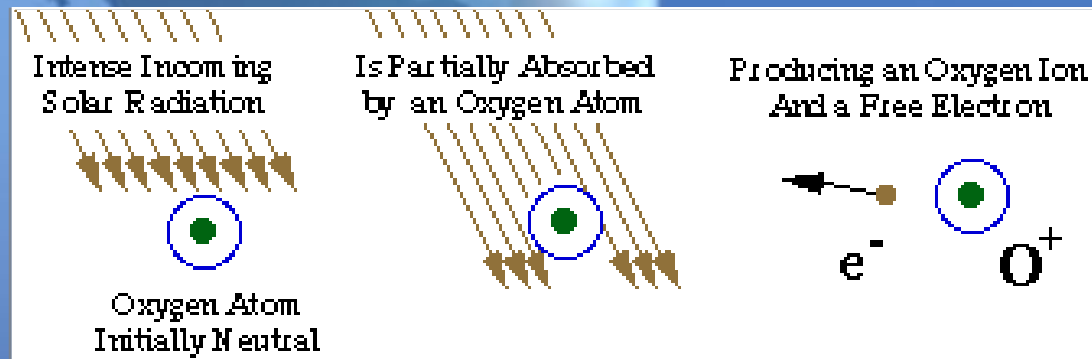 Intense Incoming
Solar Radiation
Oxygen Atom
Initially Neutral
Is Partially Absorbed
by an Oxygen Atom
Producing an Oxygen Ion
And a Free Electron
e-
O+